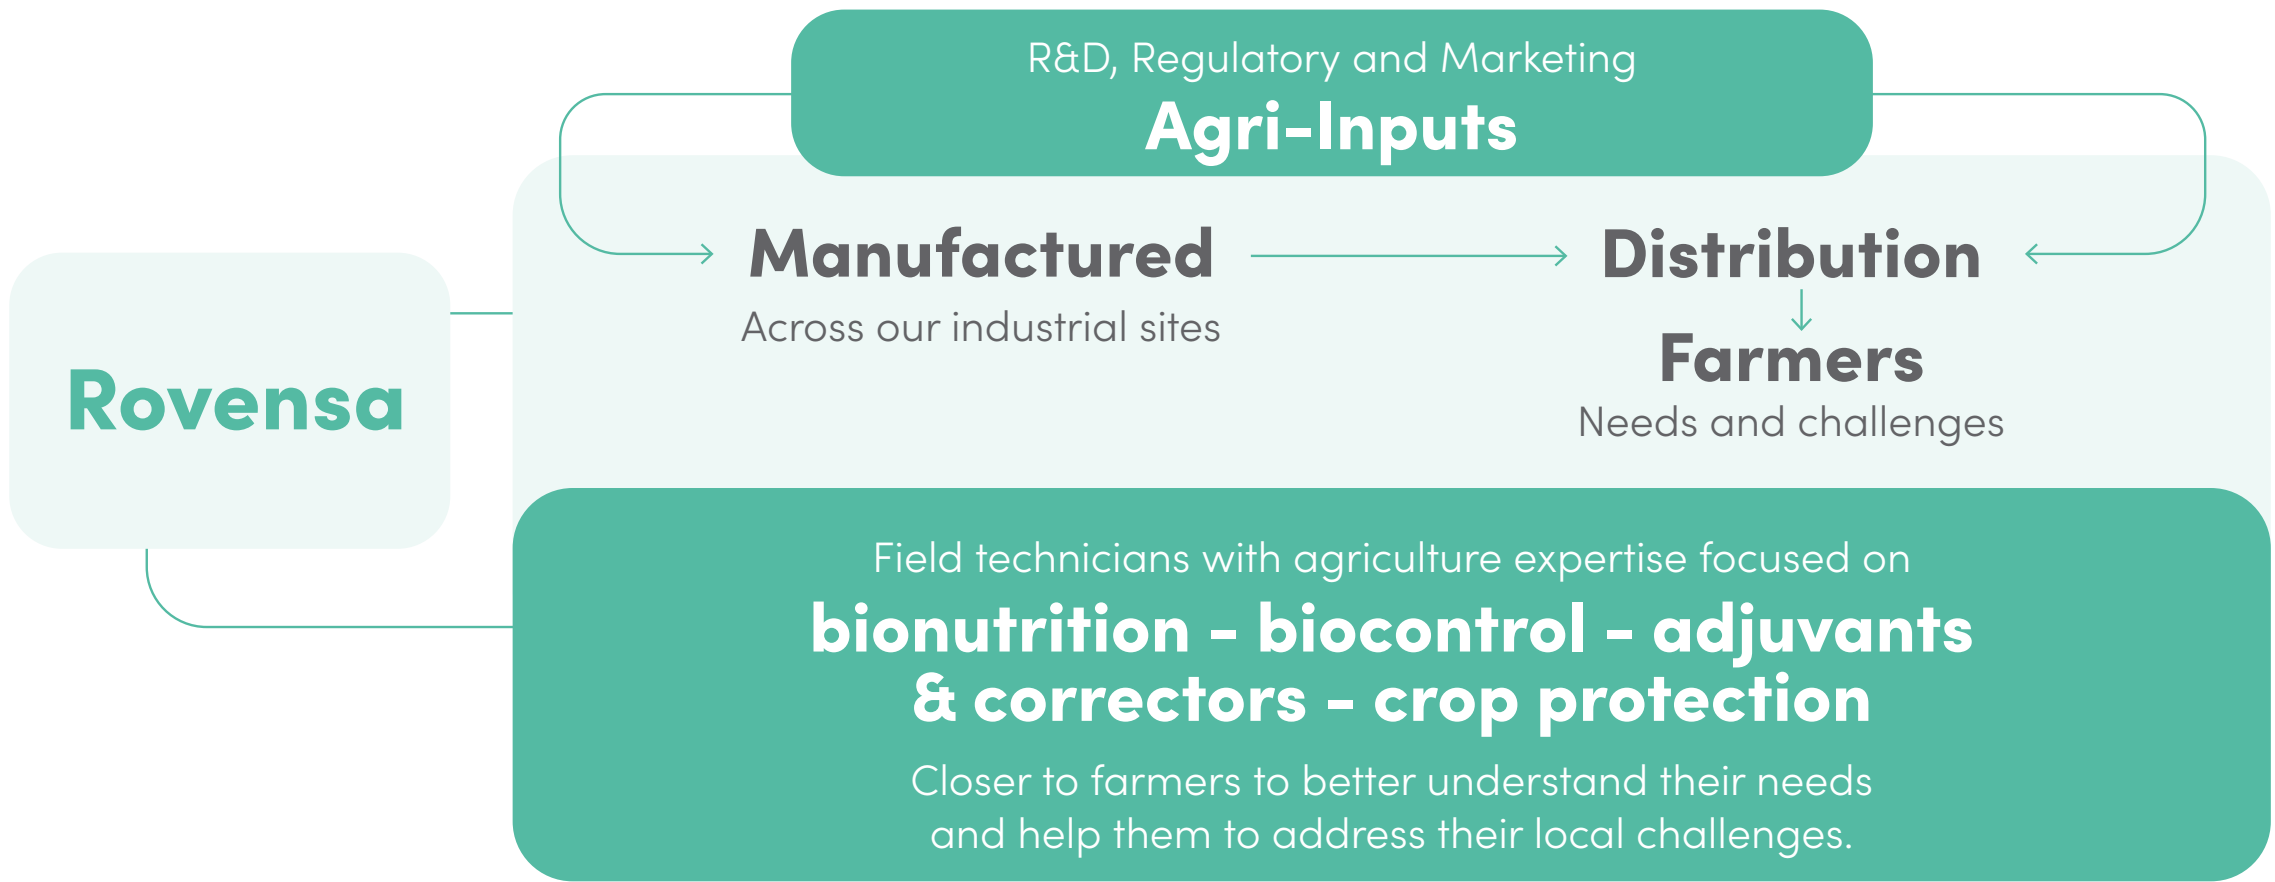 R&D, Regulatory and Marketing
Agri-Inputs
Manufactured
Across our industrial sites
Distribution
Farmers
Needs and challenges
Rovensa
Field technicians with agriculture expertise focused on
bionutrition - biocontrol - adjuvants
& correctors - crop protection
Closer to farmers to better understand their needs
and help them to address their local challenges.